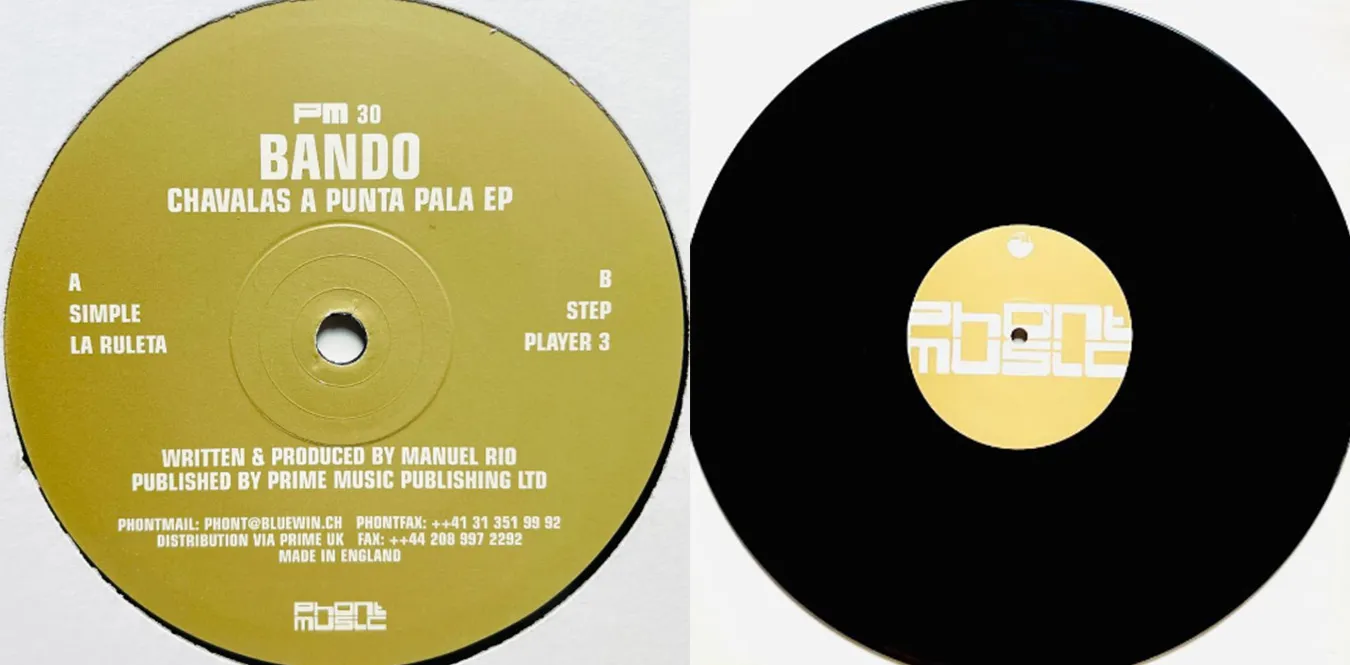 PM 30
BANDO
CHAVALAS A PUNTA PALA EP
A
SIMPLE
LA RULETA
B
STEP
PLAYER 3
WRITTEN & PRODUCED BY MANUEL RIO
PUBLISHED BY PRIME MUSIC PUBLISHING LTD
PHONTMAIL: PHONT@BLUEWIN.CH PHONTFAX: ++41 31 351 99 92
DISTRIBUTION VIA PRIME UK FAX: ++44 208 997 2292
MADE IN ENGLAND
Phont
music
Phont
music